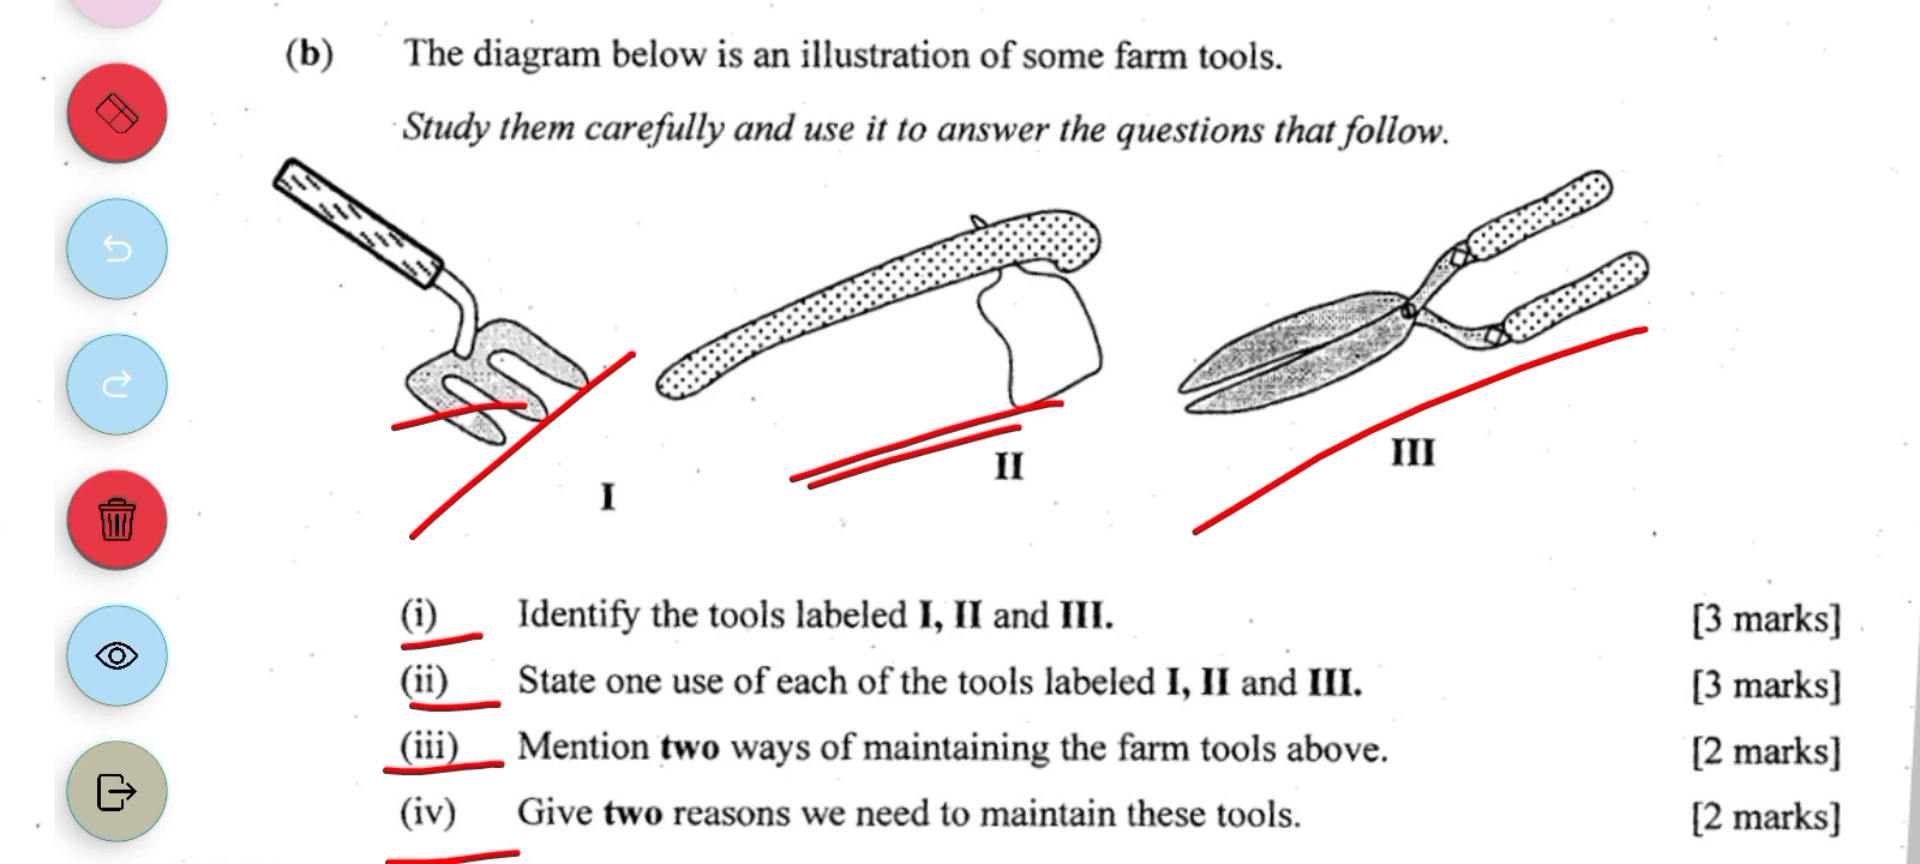 (b) The diagram below is an illustration of some farm tools.
Study them carefully and use it to answer the questions that follow.
I
II
III
(i) Identify the tools labeled I, II and III. [3 marks]
(ii) State one use of each of the tools labeled I, II and III. [3 marks]
(iii) Mention two ways of maintaining the farm tools above. [2 marks]
(iv) Give two reasons we need to maintain these tools. [2 marks]